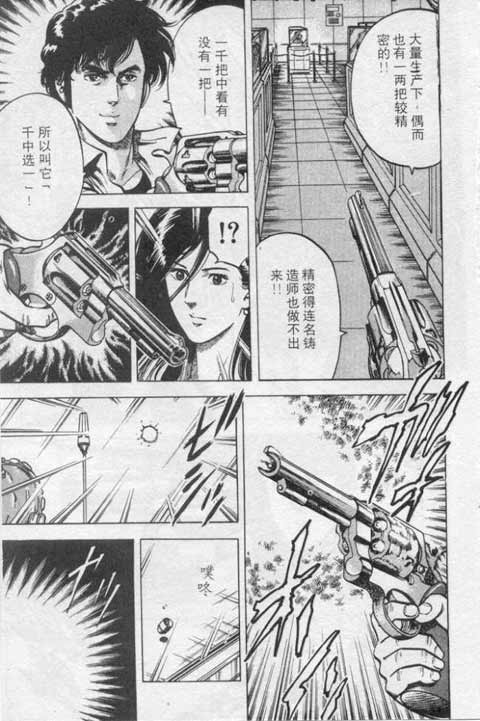 大量生产下，偶而
也有一两把较精
密的!!
精密得连名铸
造师也做不出
来!!
一千把中看有
没有一把——
所以叫它「
千中选一」！
!?
噗咚